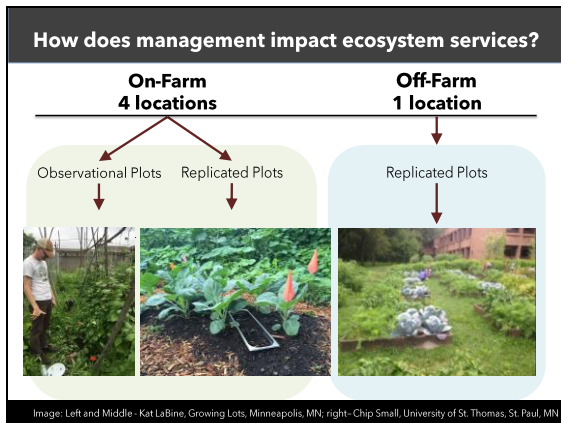 How does management impact ecosystem services?
On-Farm
4 locations
Off-Farm
1 location
Observational Plots
Replicated Plots
Replicated Plots
Image: Left and Middle - Kat LaBine, Growing Lots, Minneapolis, MN; right– Chip Small, University of St. Thomas, St. Paul, MN